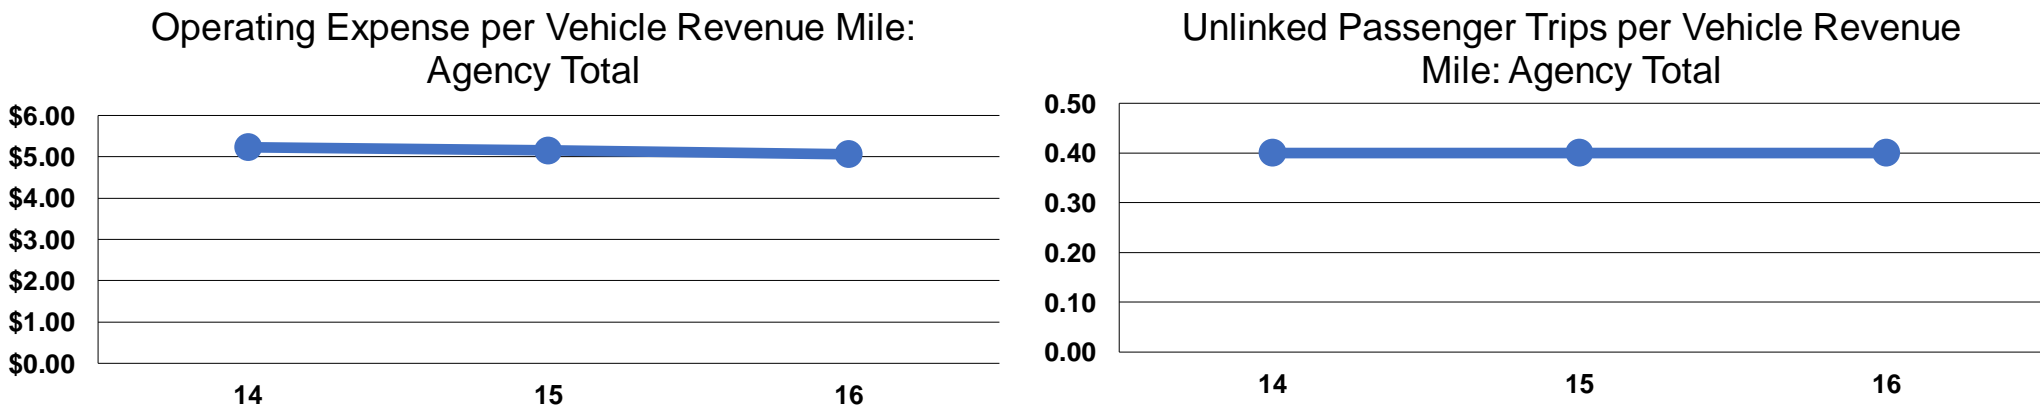 Operating Expense per Vehicle Revenue Mile:
Agency Total
$6.00
$5.00
$4.00
$3.00
$2.00
$1.00
$0.00
14 15 16
Unlinked Passenger Trips per Vehicle Revenue
Mile: Agency Total
0.50
0.40
0.30
0.20
0.10
0.00
14 15 16